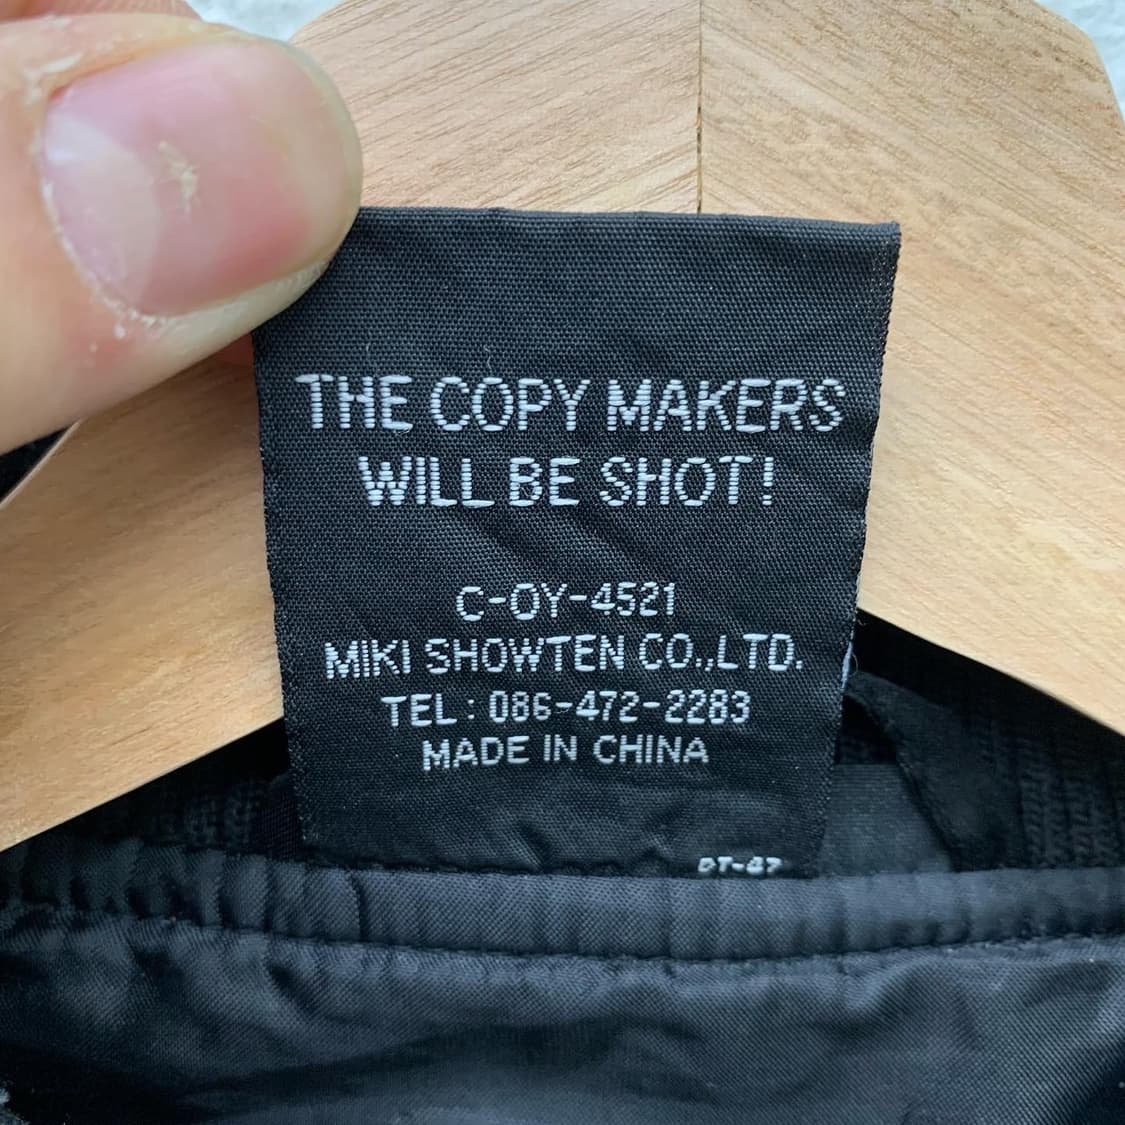 THE COPY MAKERS
WILL BE SHOT!
C-OY-4521
MIKI SHOWTEN CO.,LTD.
TEL : 086-472-2283
MADE IN CHINA